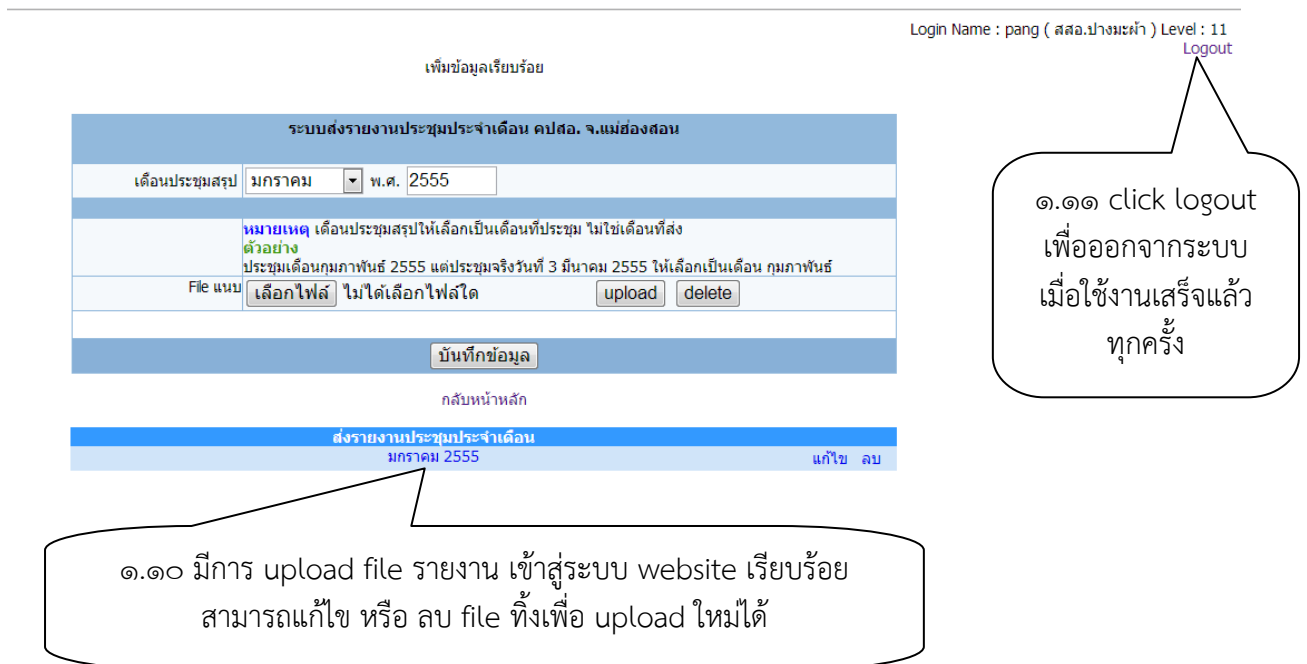 Login Name : pang ( สสอ.ปางมะผ้า ) Level : 11
Logout
เพิ่มข้อมูลเรียบร้อย
ระบบส่งรายงานประชุมประจำเดือน คปสอ. จ.แม่ฮ่องสอน
เดือนประชุมสรุป มกราคม พ.ศ. 2555
หมายเหตุ เดือนประชุมสรุปให้เลือกเป็นเดือนที่ประชุม ไม่ใช่เดือนที่ส่ง
ตัวอย่าง
ประชุมเดือนกุมภาพันธ์ 2555 แต่ประชุมจริงวันที่ 3 มีนาคม 2555 ให้เลือกเป็นเดือน กุมภาพันธ์
File แนบ เลือกไฟล์ ไม่ได้เลือกไฟล์ใด upload delete
บันทึกข้อมูล
กลับหน้าหลัก
ส่งรายงานประชุมประจำเดือน
มกราคม 2555 แก้ไข ลบ
๑.๑๑ click logout
เพื่อออกจากระบบ
เมื่อใช้งานเสร็จแล้ว
ทุกครั้ง
๑.๑๐ มีการ upload file รายงาน เข้าสู่ระบบ website เรียบร้อย
สามารถแก้ไข หรือ ลบ file ทิ้งเพื่อ upload ใหม่ได้